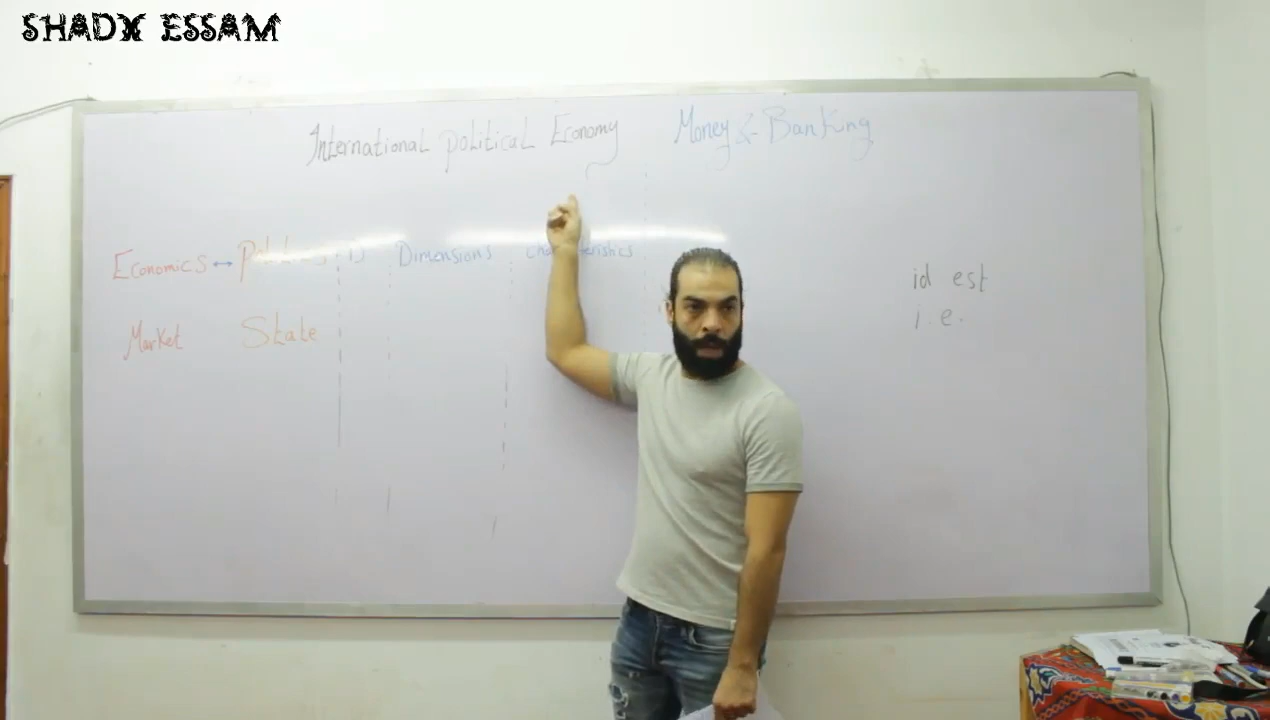 SHADY ESSAM
International political Economy Money & Banking
Economics ↔ Dimensions
Market State
id est
i.e.